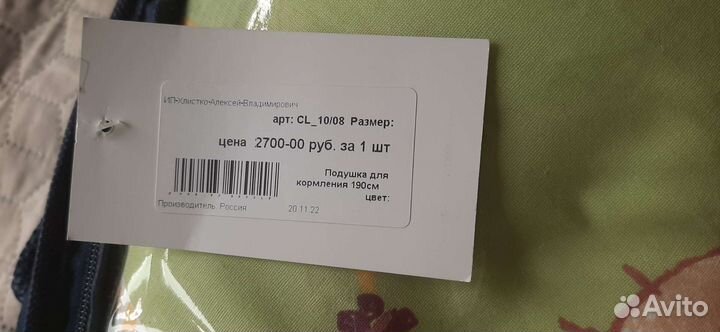 ИП-Хлистко-Алексей-Владимирович
арт: CL_10/08 Размер:
цена 2700-00 руб. за 1 шт
Подушка для
кормления 190см
цвет:
Производитель: Россия 20.11.22
Avito